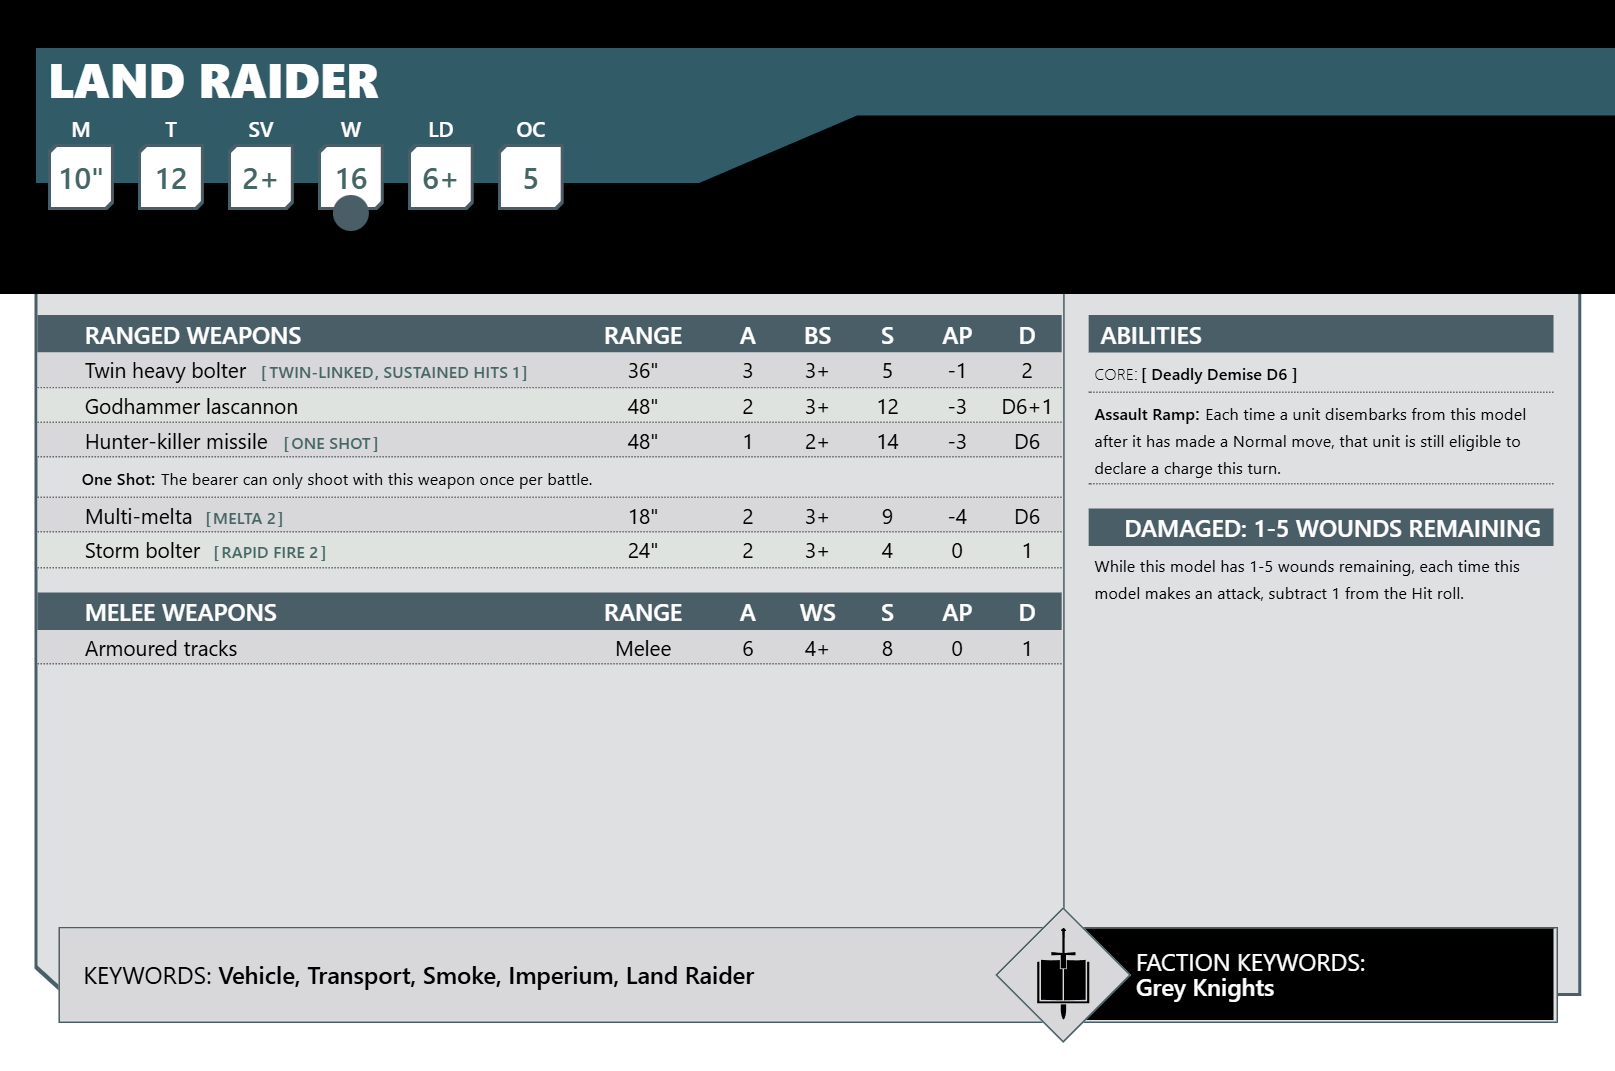 LAND RAIDER
M T SV W LD OC
10" 12 2+ 16 6+ 5
RANGED WEAPONS RANGE A BS S AP D
Twin heavy bolter [TWIN-LINKED, SUSTAINED HITS 1] 36" 3 3+ 5 -1 2
Godhammer lascannon 48" 2 3+ 12 -3 D6+1
Hunter-killer missile [ONE SHOT] 48" 1 2+ 14 -3 D6
One Shot: The bearer can only shoot with this weapon once per battle.
Multi-melta [MELTA 2] 18" 2 3+ 9 -4 D6
Storm bolter [RAPID FIRE 2] 24" 2 3+ 4 0 1
MELEE WEAPONS RANGE A WS S AP D
Armoured tracks Melee 6 4+ 8 0 1
ABILITIES
CORE: [ Deadly Demise D6 ]
Assault Ramp: Each time a unit disembarks from this model
after it has made a Normal move, that unit is still eligible to
declare a charge this turn.
DAMAGED: 1-5 WOUNDS REMAINING
While this model has 1-5 wounds remaining, each time this
model makes an attack, subtract 1 from the Hit roll.
KEYWORDS: Vehicle, Transport, Smoke, Imperium, Land Raider
FACTION KEYWORDS:
Grey Knights